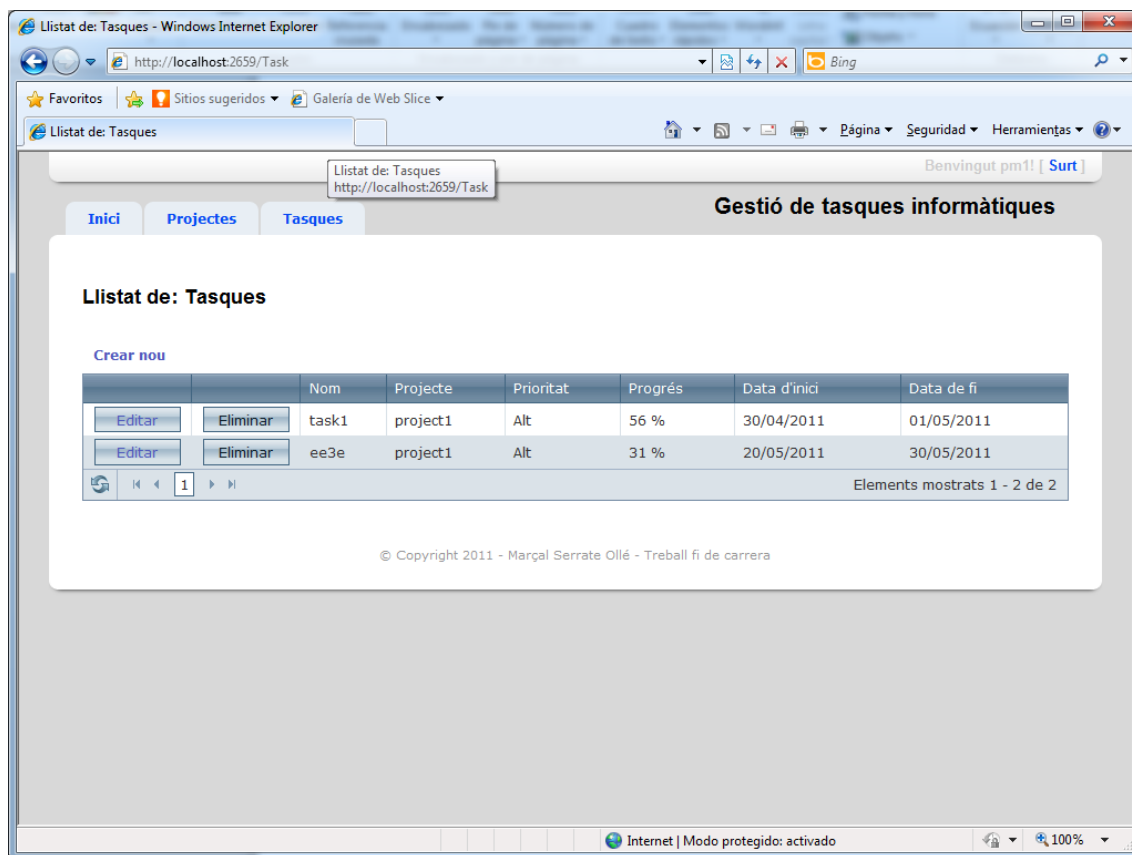 Llistat de: Tasques - Windows Internet Explorer
http://localhost:2659/Task
Bing
Favoritos
Sitios sugeridos
Galería de Web Slice
Llistat de: Tasques
Página
Seguridad
Herramientas
Llistat de: Tasques
http://localhost:2659/Task
Benvingut pm1! [ Surt ]
Inici
Projectes
Tasques
Gestió de tasques informàtiques
Llistat de: Tasques
Crear nou
Nom Projecte Prioritat Progrés Data d'inici Data de fi
Editar Eliminar task1 project1 Alt 56 % 30/04/2011 01/05/2011
Editar Eliminar ee3e project1 Alt 31 % 20/05/2011 30/05/2011
1 Elements mostrats 1 - 2 de 2
© Copyright 2011 - Marçal Serrate Ollé - Treball fi de carrera
Internet | Modo protegido: activado
100%